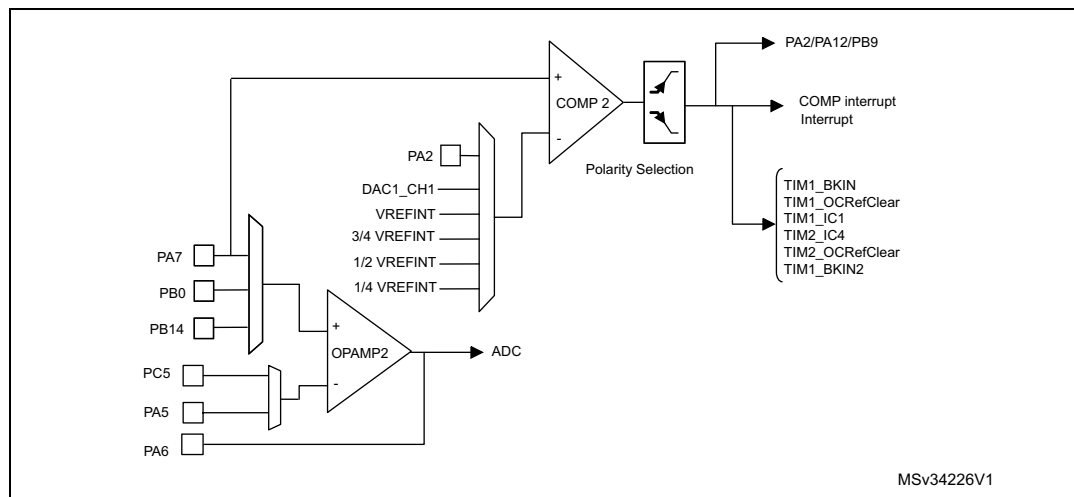 PA2/PA12/PB9
+
COMP 2
-
COMP interrupt
Interrupt
Polarity Selection
PA2
DAC1_CH1
VREFINT
3/4 VREFINT
1/2 VREFINT
1/4 VREFINT
TIM1_BKIN
TIM1_OCRefClear
TIM1_IC1
TIM2_IC4
TIM2_OCRefClear
TIM1_BKIN2
PA7
PB0
PB14
+
OPAMP2
-
ADC
PC5
PA5
PA6
MSv34226V1